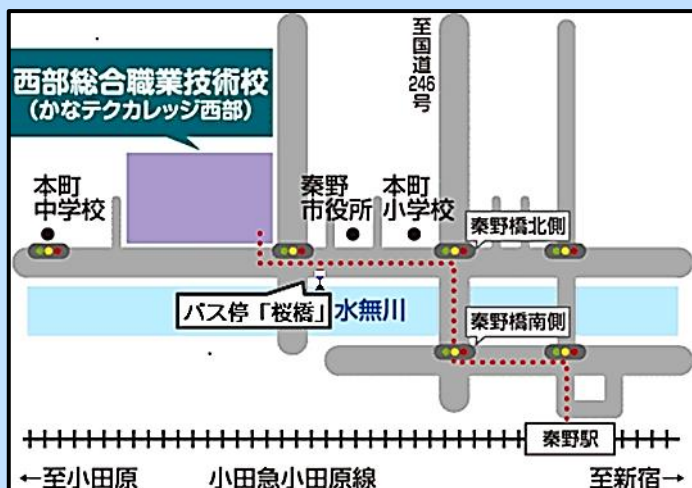 西部総合職業技術校
(かなテクカレッジ西部)
至国道246号
本町
中学校
秦野
市役所
本町
小学校
秦野橋北側
バス停「桜橋」
水無川
秦野橋南側
秦野駅
←至小田原
小田急小田原線
至新宿→